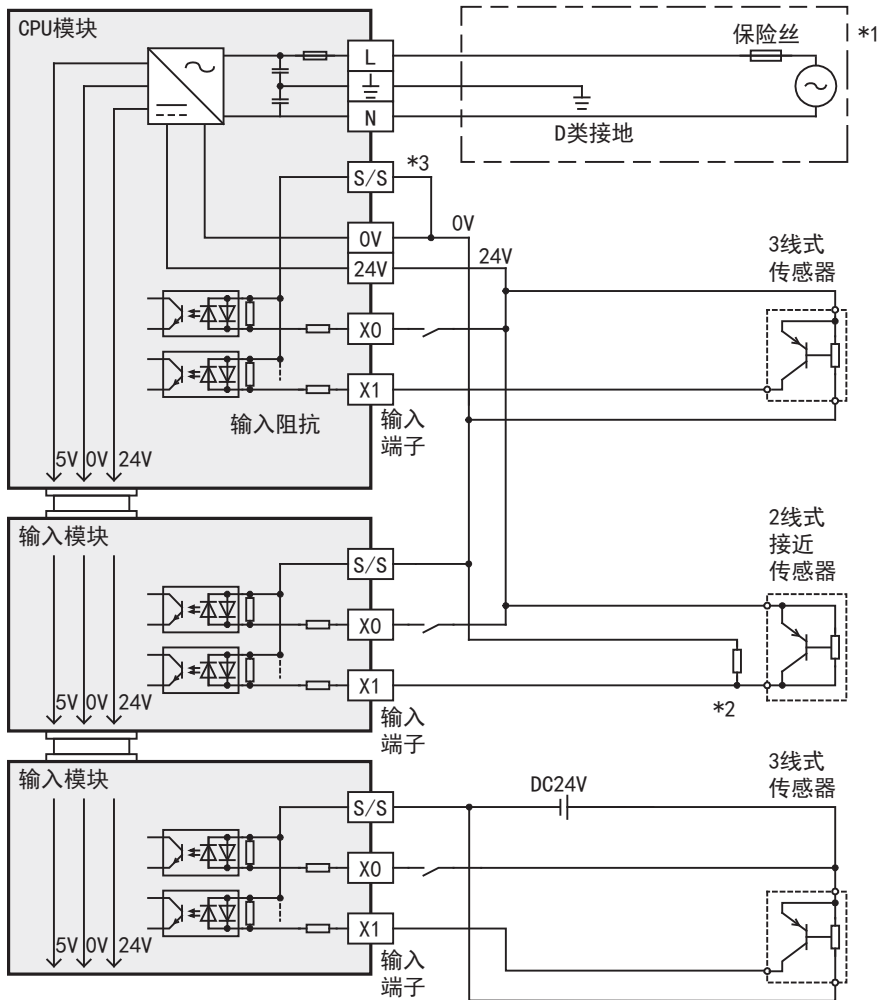 CPU模块
L
N
保险丝
*1
D类接地
S/S
*3
0V
0V
24V
24V
3线式
传感器
X0
X1
输入阻抗
输入
端子
5V 0V 24V
输入模块
S/S
2线式
接近
传感器
X0
X1
*2
5V 0V 24V
输入
端子
输入模块
S/S
DC24V
3线式
传感器
X0
X1
5V 0V 24V
输入
端子